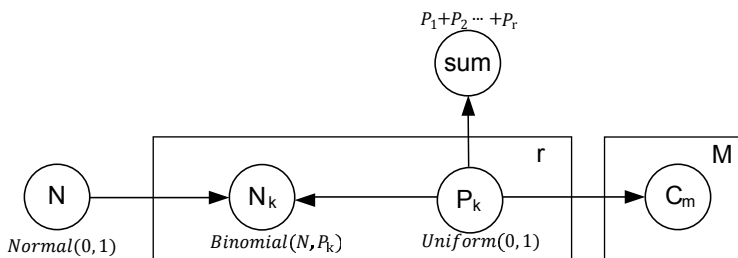 P₁+P₂ ⋯ +Pᵣ
sum
r
M
N
Nₖ
Pₖ
Cₘ
Normal(0, 1)
Binomial(N, Pₖ)
Uniform(0, 1)